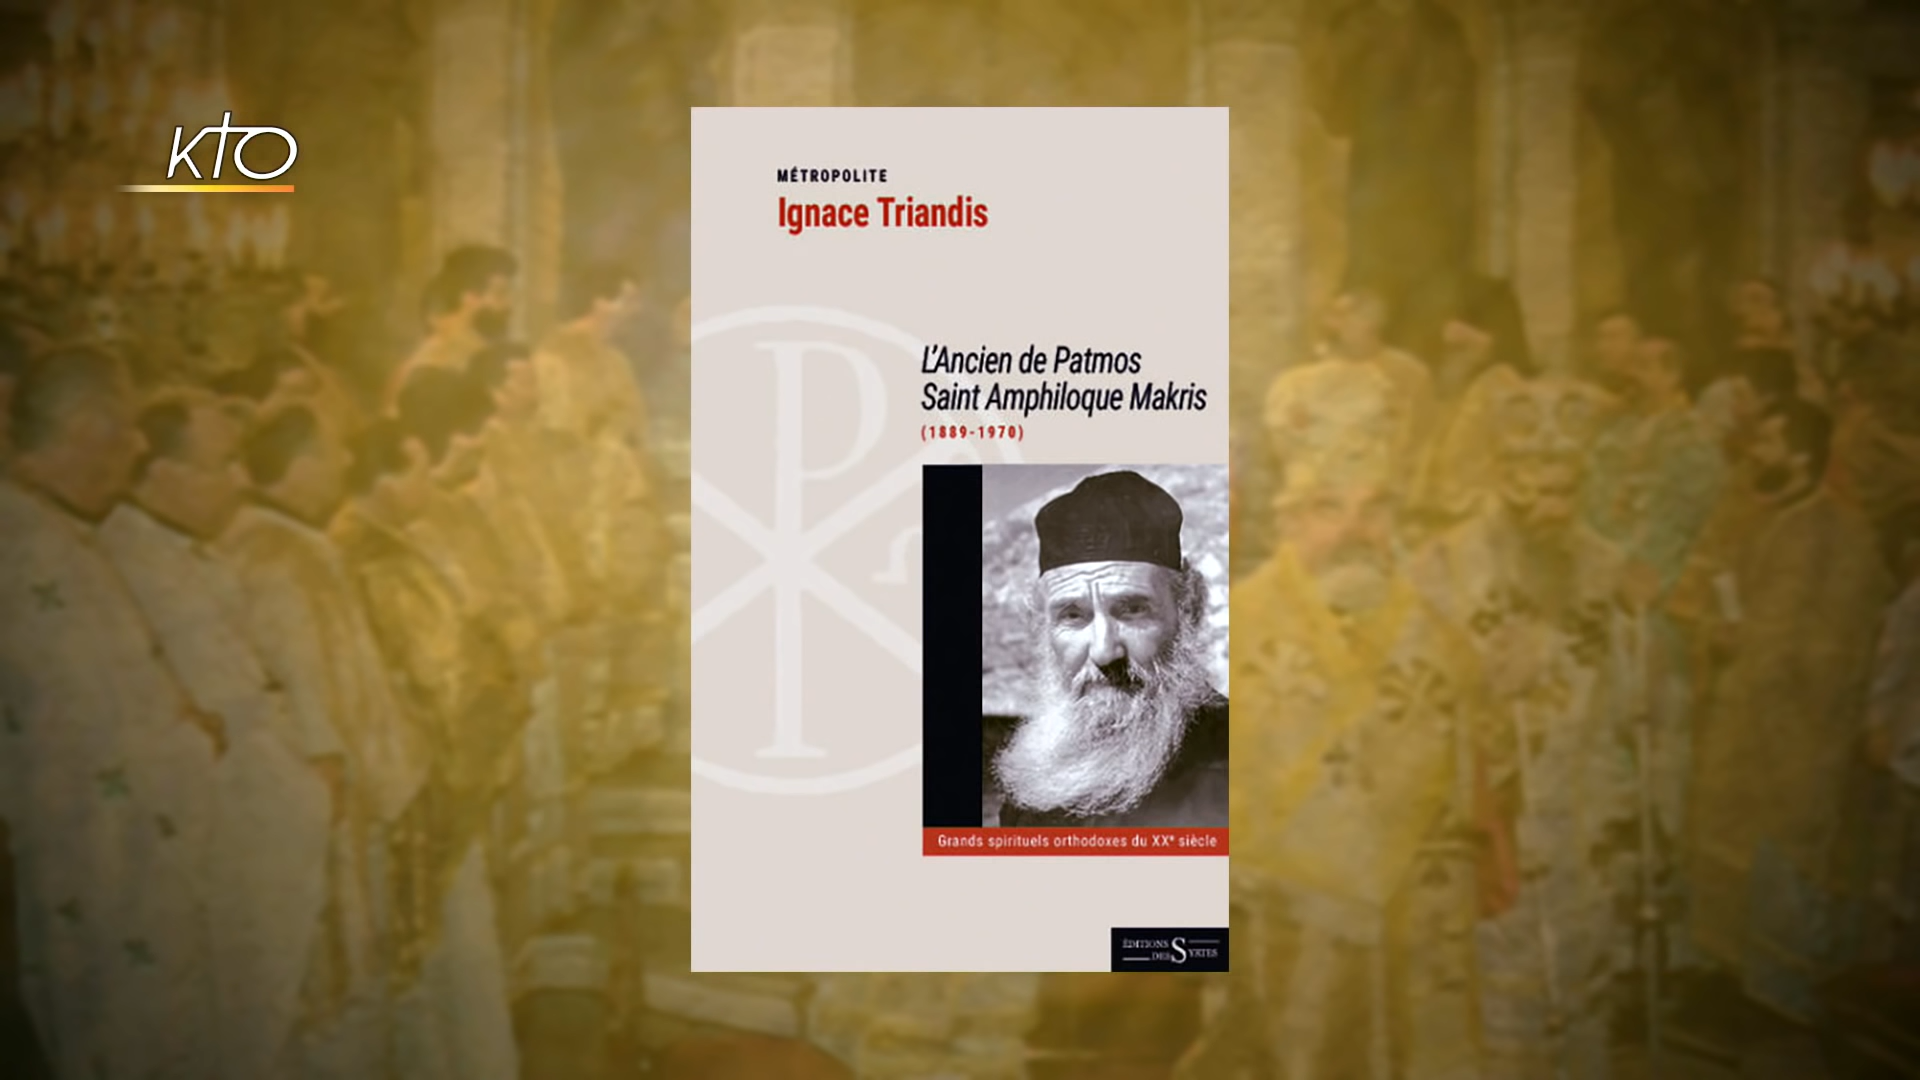 KTO
MÉTROPOLITE
Ignace Triandis
L'Ancien de Patmos
Saint Amphiloque Makris
(1889-1970)
Grands spirituels orthodoxes du XXe siècle
ÉDITIONS
DES SYRTES